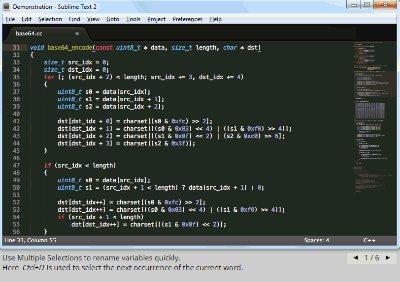 Demonstration - Sublime Text 2
File Edit Selection Find View Goto Tools Project Preferences Help
base64.cc
31 void base64_encode(const uint8_t * data, size_t length, char * dst
32 {
33 size_t src_idx = 0;
34 size_t dst_idx = 0;
35 for (; (src_idx + 2) < length; src_idx += 3, dst_idx += 4)
36 {
37 uint8_t s0 = data[src_idx];
38 uint8_t s1 = data[src_idx + 1];
39 uint8_t s2 = data[src_idx + 2];
40
41 dst[dst_idx + 0] = charset[(s0 & 0xfc) >> 2];
42 dst[dst_idx + 1] = charset[((s0 & 0x03) << 4) | ((s1 & 0xf0) >> 4)];
43 dst[dst_idx + 2] = charset[((s1 & 0x0f) << 2) | (s2 & 0xc0) >> 6];
44 dst[dst_idx + 3] = charset[(s2 & 0x3f)];
45 }
46
47 if (src_idx < length)
48 {
49 uint8_t s0 = data[src_idx];
50 uint8_t s1 = (src_idx + 1 < length) ? data[src_idx + 1] : 0;
51
52 dst[dst_idx++] = charset[(s0 & 0xfc) >> 2];
53 dst[dst_idx++] = charset[((s0 & 0x03) << 4) | ((s1 & 0xf0) >> 4)];
54 if (src_idx + 1 < length)
55 dst[dst_idx++] = charset[((s1 & 0x0f) << 2)];
56 }
Line 31, Column 55 Spaces: 4 C++
Use Multiple Selections to rename variables quickly.
Here Ctrl+D is used to select the next occurrence of the current word.
1 / 6